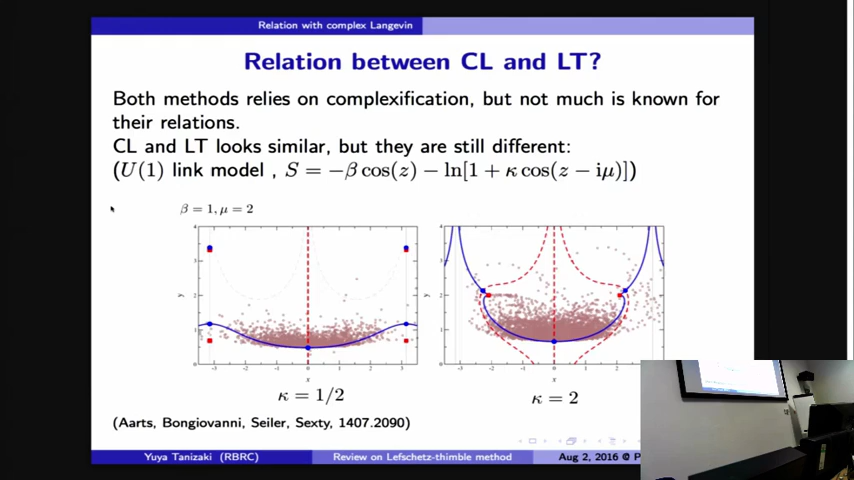 Relation with complex Langevin
Relation between CL and LT?
Both methods relies on complexification, but not much is known for
their relations.
CL and LT looks similar, but they are still different:
(U(1) link model , S = −β cos(z) − ln[1 + κ cos(z − iμ)])
β = 1, μ = 2
κ = 1/2
κ = 2
(Aarts, Bongiovanni, Seiler, Sexty, 1407.2090)
Yuya Tanizaki (RBRC)
Review on Lefschetz-thimble method
Aug 2, 2016 @ P